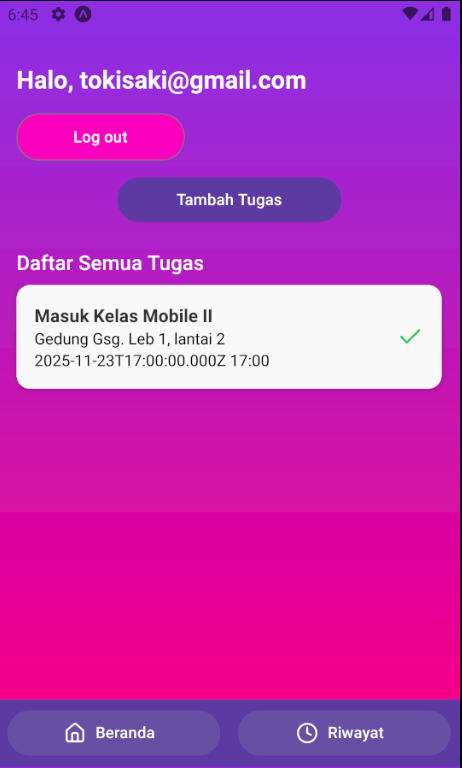 6:45
Halo, tokisaki@gmail.com
Log out
Tambah Tugas
Daftar Semua Tugas
Masuk Kelas Mobile II
Gedung Gsg. Leb 1, lantai 2
2025-11-23T17:00:00.000Z 17:00
Beranda
Riwayat